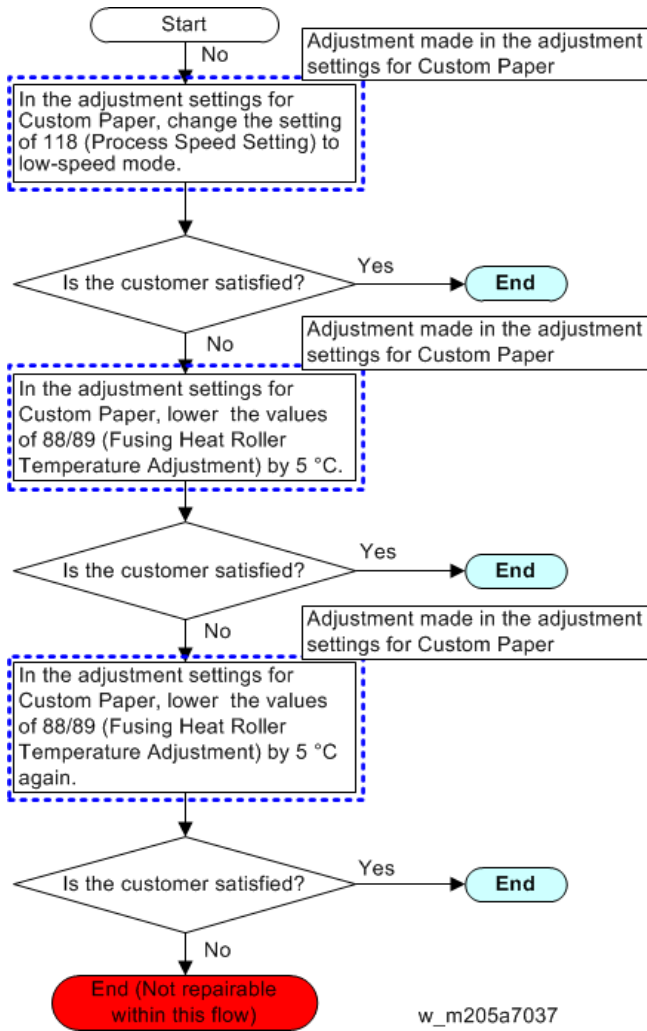 Start
No
Adjustment made in the adjustment
settings for Custom Paper
In the adjustment settings for
Custom Paper, change the setting
of 118 (Process Speed Setting) to
low-speed mode.
Is the customer satisfied?
Yes
End
No
Adjustment made in the adjustment
settings for Custom Paper
In the adjustment settings for
Custom Paper, lower the values
of 88/89 (Fusing Heat Roller
Temperature Adjustment) by 5 °C.
Is the customer satisfied?
Yes
End
No
Adjustment made in the adjustment
settings for Custom Paper
In the adjustment settings for
Custom Paper, lower the values
of 88/89 (Fusing Heat Roller
Temperature Adjustment) by 5 °C
again.
Is the customer satisfied?
Yes
End
No
End (Not repairable
within this flow)
w_m205a7037